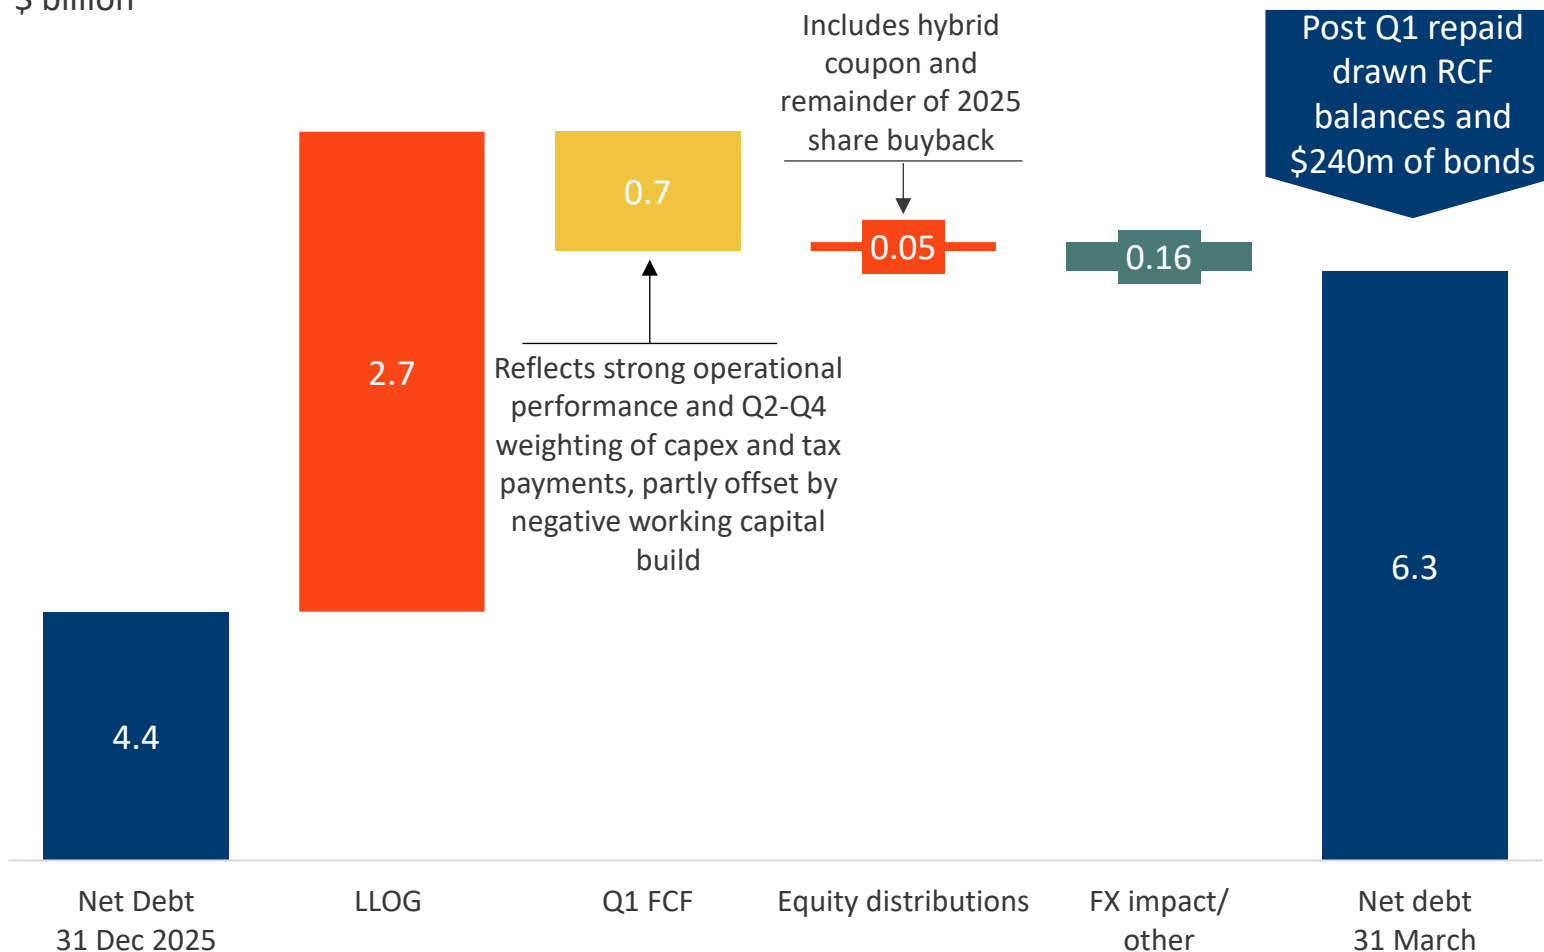 $ billion
Includes hybrid
coupon and
remainder of 2025
share buyback
Post Q1 repaid
drawn RCF
balances and
$240m of bonds
0.7
0.05
0.16
2.7
Reflects strong operational
performance and Q2-Q4
weighting of capex and tax
payments, partly offset by
negative working capital
build
6.3
4.4
Net Debt
31 Dec 2025
LLOG
Q1 FCF
Equity distributions
FX impact/
other
Net debt
31 March